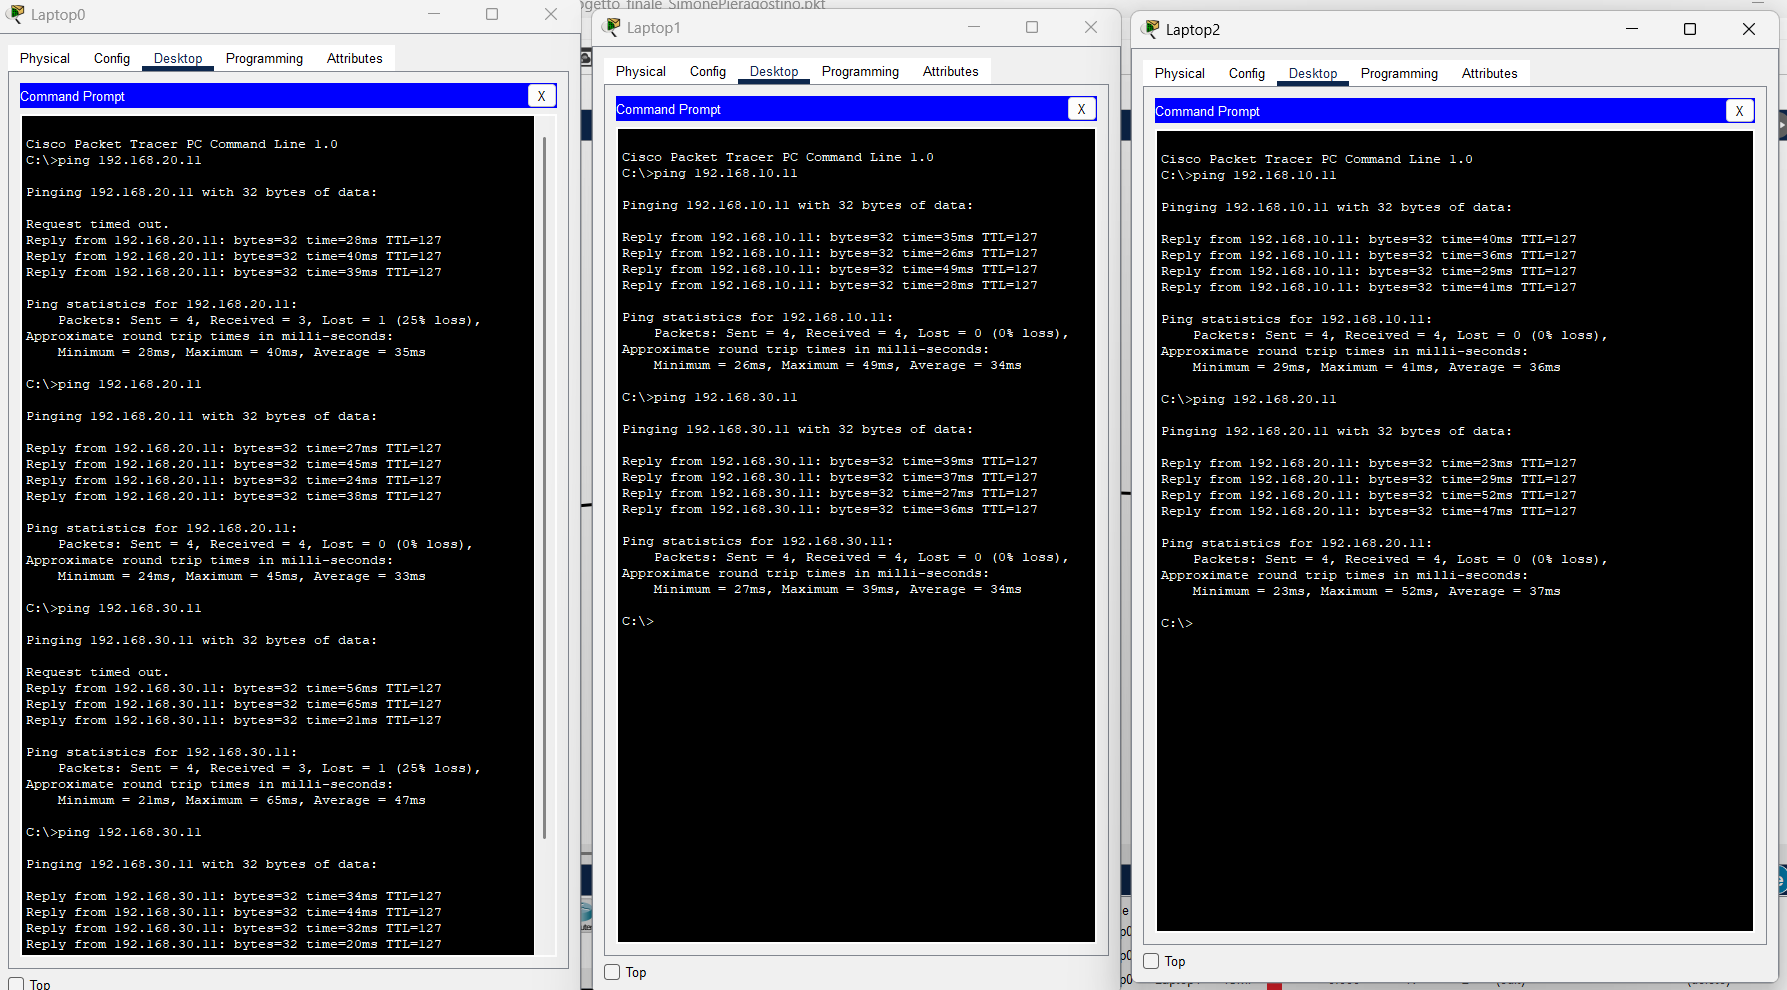 ogetto finale_SimonePieragostino.pkt
Laptop0
Physical Config Desktop Programming Attributes
Command Prompt X
Cisco Packet Tracer PC Command Line 1.0
C:\>ping 192.168.20.11
Pinging 192.168.20.11 with 32 bytes of data:
Request timed out.
Reply from 192.168.20.11: bytes=32 time=28ms TTL=127
Reply from 192.168.20.11: bytes=32 time=40ms TTL=127
Reply from 192.168.20.11: bytes=32 time=39ms TTL=127
Ping statistics for 192.168.20.11:
Packets: Sent = 4, Received = 3, Lost = 1 (25% loss),
Approximate round trip times in milli-seconds:
Minimum = 28ms, Maximum = 40ms, Average = 35ms
C:\>ping 192.168.20.11
Pinging 192.168.20.11 with 32 bytes of data:
Reply from 192.168.20.11: bytes=32 time=27ms TTL=127
Reply from 192.168.20.11: bytes=32 time=45ms TTL=127
Reply from 192.168.20.11: bytes=32 time=24ms TTL=127
Reply from 192.168.20.11: bytes=32 time=38ms TTL=127
Ping statistics for 192.168.20.11:
Packets: Sent = 4, Received = 4, Lost = 0 (0% loss),
Approximate round trip times in milli-seconds:
Minimum = 24ms, Maximum = 45ms, Average = 33ms
C:\>ping 192.168.30.11
Pinging 192.168.30.11 with 32 bytes of data:
Request timed out.
Reply from 192.168.30.11: bytes=32 time=56ms TTL=127
Reply from 192.168.30.11: bytes=32 time=65ms TTL=127
Reply from 192.168.30.11: bytes=32 time=21ms TTL=127
Ping statistics for 192.168.30.11:
Packets: Sent = 4, Received = 3, Lost = 1 (25% loss),
Approximate round trip times in milli-seconds:
Minimum = 21ms, Maximum = 65ms, Average = 47ms
C:\>ping 192.168.30.11
Pinging 192.168.30.11 with 32 bytes of data:
Reply from 192.168.30.11: bytes=32 time=34ms TTL=127
Reply from 192.168.30.11: bytes=32 time=44ms TTL=127
Reply from 192.168.30.11: bytes=32 time=32ms TTL=127
Reply from 192.168.30.11: bytes=32 time=20ms TTL=127
Top
Laptop1
Physical Config Desktop Programming Attributes
Command Prompt X
Cisco Packet Tracer PC Command Line 1.0
C:\>ping 192.168.10.11
Pinging 192.168.10.11 with 32 bytes of data:
Reply from 192.168.10.11: bytes=32 time=35ms TTL=127
Reply from 192.168.10.11: bytes=32 time=26ms TTL=127
Reply from 192.168.10.11: bytes=32 time=49ms TTL=127
Reply from 192.168.10.11: bytes=32 time=28ms TTL=127
Ping statistics for 192.168.10.11:
Packets: Sent = 4, Received = 4, Lost = 0 (0% loss),
Approximate round trip times in milli-seconds:
Minimum = 26ms, Maximum = 49ms, Average = 34ms
C:\>ping 192.168.30.11
Pinging 192.168.30.11 with 32 bytes of data:
Reply from 192.168.30.11: bytes=32 time=39ms TTL=127
Reply from 192.168.30.11: bytes=32 time=37ms TTL=127
Reply from 192.168.30.11: bytes=32 time=27ms TTL=127
Reply from 192.168.30.11: bytes=32 time=36ms TTL=127
Ping statistics for 192.168.30.11:
Packets: Sent = 4, Received = 4, Lost = 0 (0% loss),
Approximate round trip times in milli-seconds:
Minimum = 27ms, Maximum = 39ms, Average = 34ms
C:\>
Top
Laptop2
Physical Config Desktop Programming Attributes
Command Prompt X
Cisco Packet Tracer PC Command Line 1.0
C:\>ping 192.168.10.11
Pinging 192.168.10.11 with 32 bytes of data:
Reply from 192.168.10.11: bytes=32 time=40ms TTL=127
Reply from 192.168.10.11: bytes=32 time=36ms TTL=127
Reply from 192.168.10.11: bytes=32 time=29ms TTL=127
Reply from 192.168.10.11: bytes=32 time=41ms TTL=127
Ping statistics for 192.168.10.11:
Packets: Sent = 4, Received = 4, Lost = 0 (0% loss),
Approximate round trip times in milli-seconds:
Minimum = 29ms, Maximum = 41ms, Average = 36ms
C:\>ping 192.168.20.11
Pinging 192.168.20.11 with 32 bytes of data:
Reply from 192.168.20.11: bytes=32 time=23ms TTL=127
Reply from 192.168.20.11: bytes=32 time=29ms TTL=127
Reply from 192.168.20.11: bytes=32 time=52ms TTL=127
Reply from 192.168.20.11: bytes=32 time=47ms TTL=127
Ping statistics for 192.168.20.11:
Packets: Sent = 4, Received = 4, Lost = 0 (0% loss),
Approximate round trip times in milli-seconds:
Minimum = 23ms, Maximum = 52ms, Average = 37ms
C:\>
Top